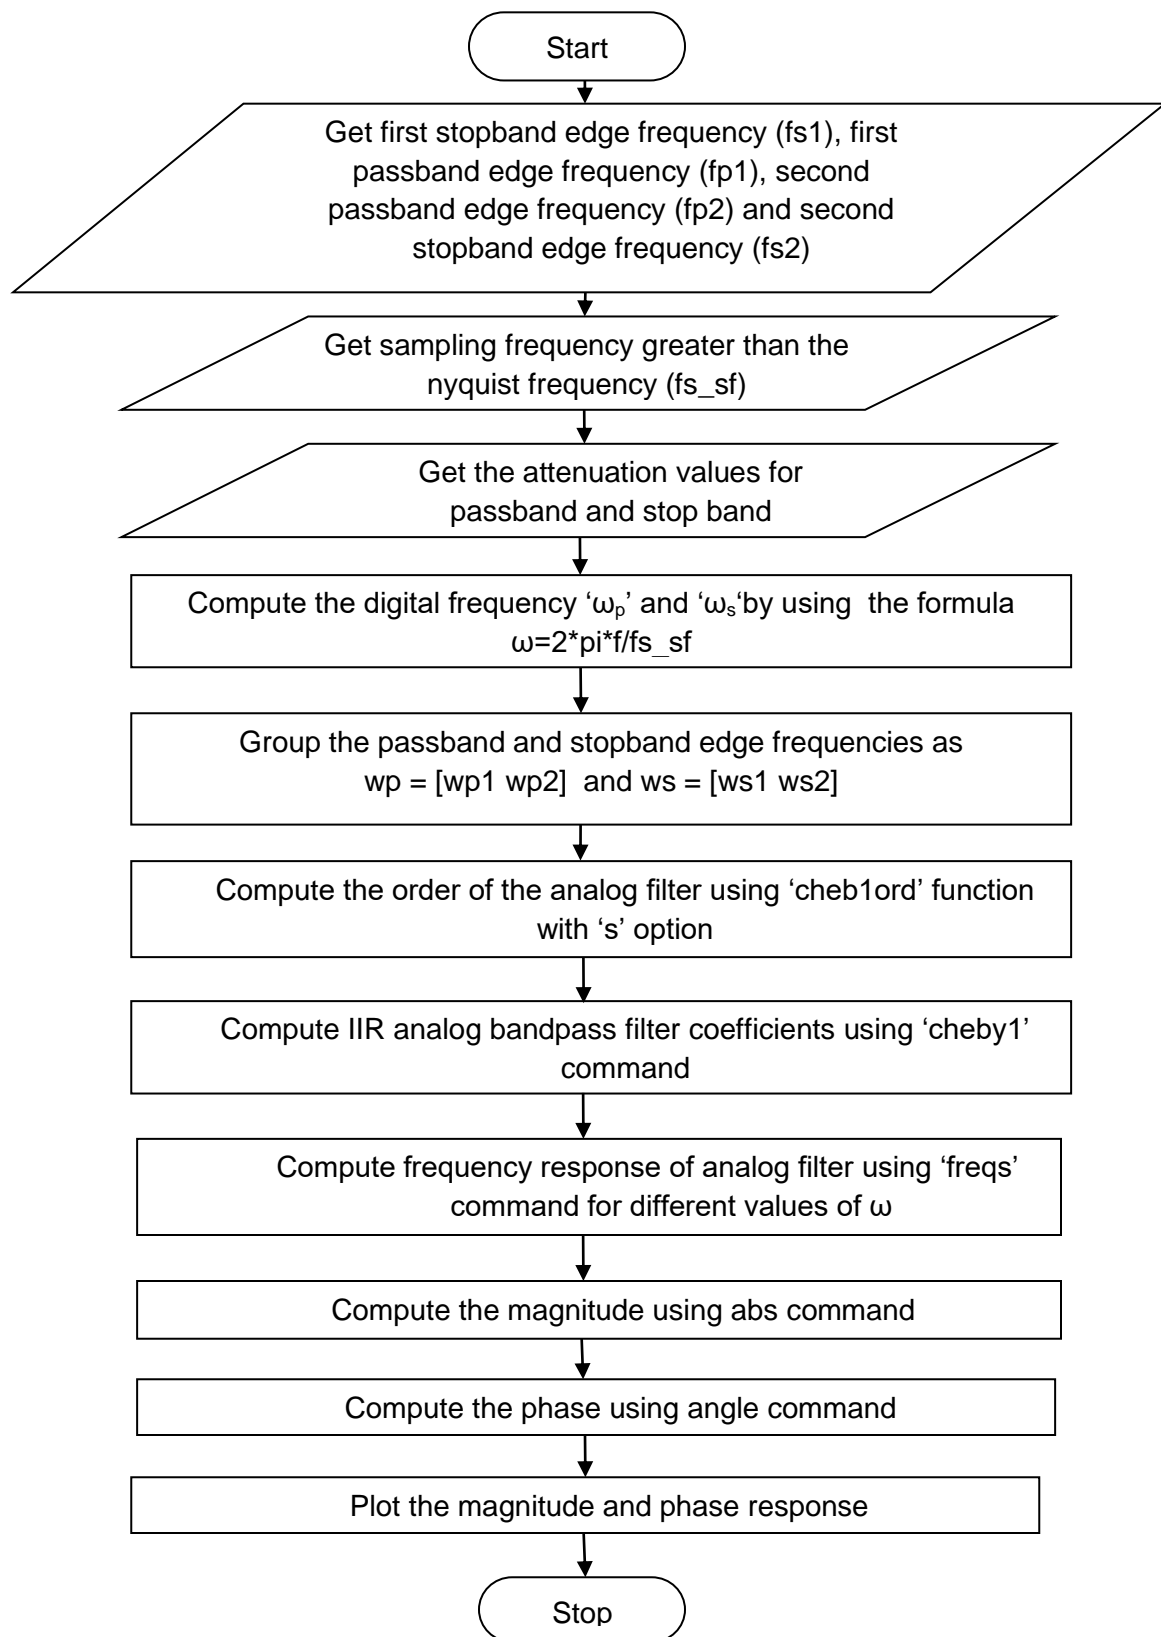 Start
Get first stopband edge frequency (fs1), first
passband edge frequency (fp1), second
passband edge frequency (fp2) and second
stopband edge frequency (fs2)
Get sampling frequency greater than the
nyquist frequency (fs_sf)
Get the attenuation values for
passband and stop band
Compute the digital frequency ‘ωₚ’ and ‘ωₛ‘by using  the formula
ω=2*pi*f/fs_sf
Group the passband and stopband edge frequencies as
wp = [wp1 wp2]  and ws = [ws1 ws2]
Compute the order of the analog filter using ‘cheb1ord’ function
with ‘s’ option
Compute IIR analog bandpass filter coefficients using ‘cheby1’
command
Compute frequency response of analog filter using ‘freqs’
command for different values of ω
Compute the magnitude using abs command
Compute the phase using angle command
Plot the magnitude and phase response
Stop